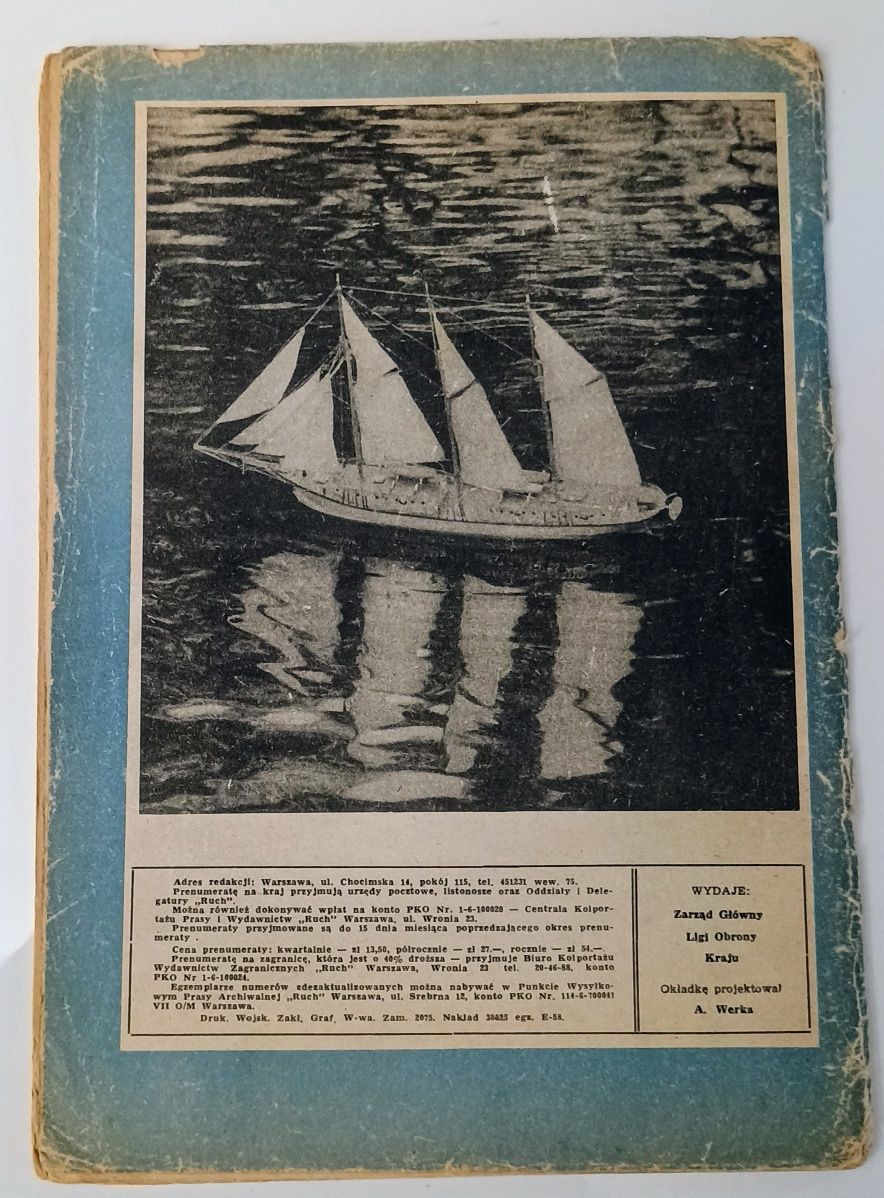 Adres redakcji: Warszawa, ul. Chocimska 14, pokój 115, tel. 451231 wew. 75.
Prenumeratę na kraj przyjmują urzędy pocztowe, listonosze oraz Oddziały i Dele-
gatury „Ruch".
Można również dokonywać wpłat na konto PKO Nr. 1-6-100020 — Centrala Kolpor-
tażu Prasy i Wydawnictw „Ruch" Warszawa, ul. Wronia 23.
Prenumeraty przyjmowane są do 15 dnia miesiąca poprzedzającego okres prenu-
meraty .
Cena prenumeraty: kwartalnie — zł 13,50, półrocznie — zł 27.—, rocznie — zł 54.—.
Prenumeratę na zagranicę, która jest o 40% droższa — przyjmuje Biuro Kolportażu
Wydawnictw Zagranicznych „Ruch" Warszawa, Wronia 23 tel. 20-46-88, konto
PKO Nr 1-6-100024.
Egzemplarze numerów zdezaktualizowanych można nabywać w Punkcie Wysyłko-
wym Prasy Archiwalnej „Ruch" Warszawa, ul. Srebrna 12, konto PKO Nr. 114-6-700041
VII O/M Warszawa.
Druk. Wojsk. Zakł. Graf. W-wa. Zam. 2075. Nakład egz. E-58.
WYDAJE:
Zarząd Główny
Ligi Obrony
Kraju
Okładkę projektował
A. Werka